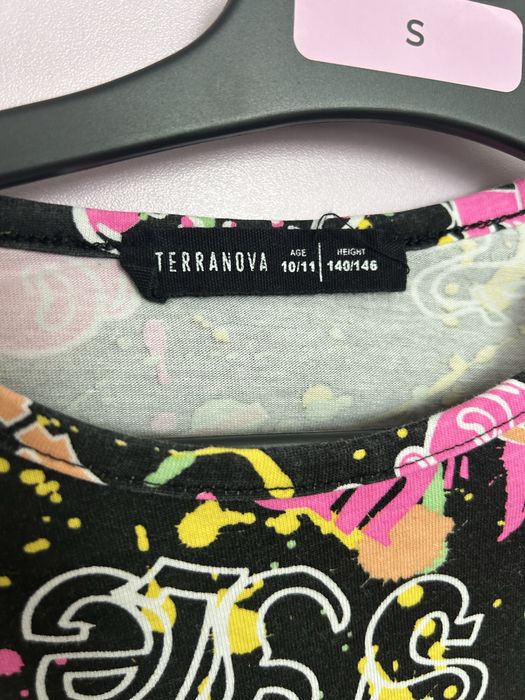 S
TERRANOVA
AGE
10/11
HEIGHT
140/146